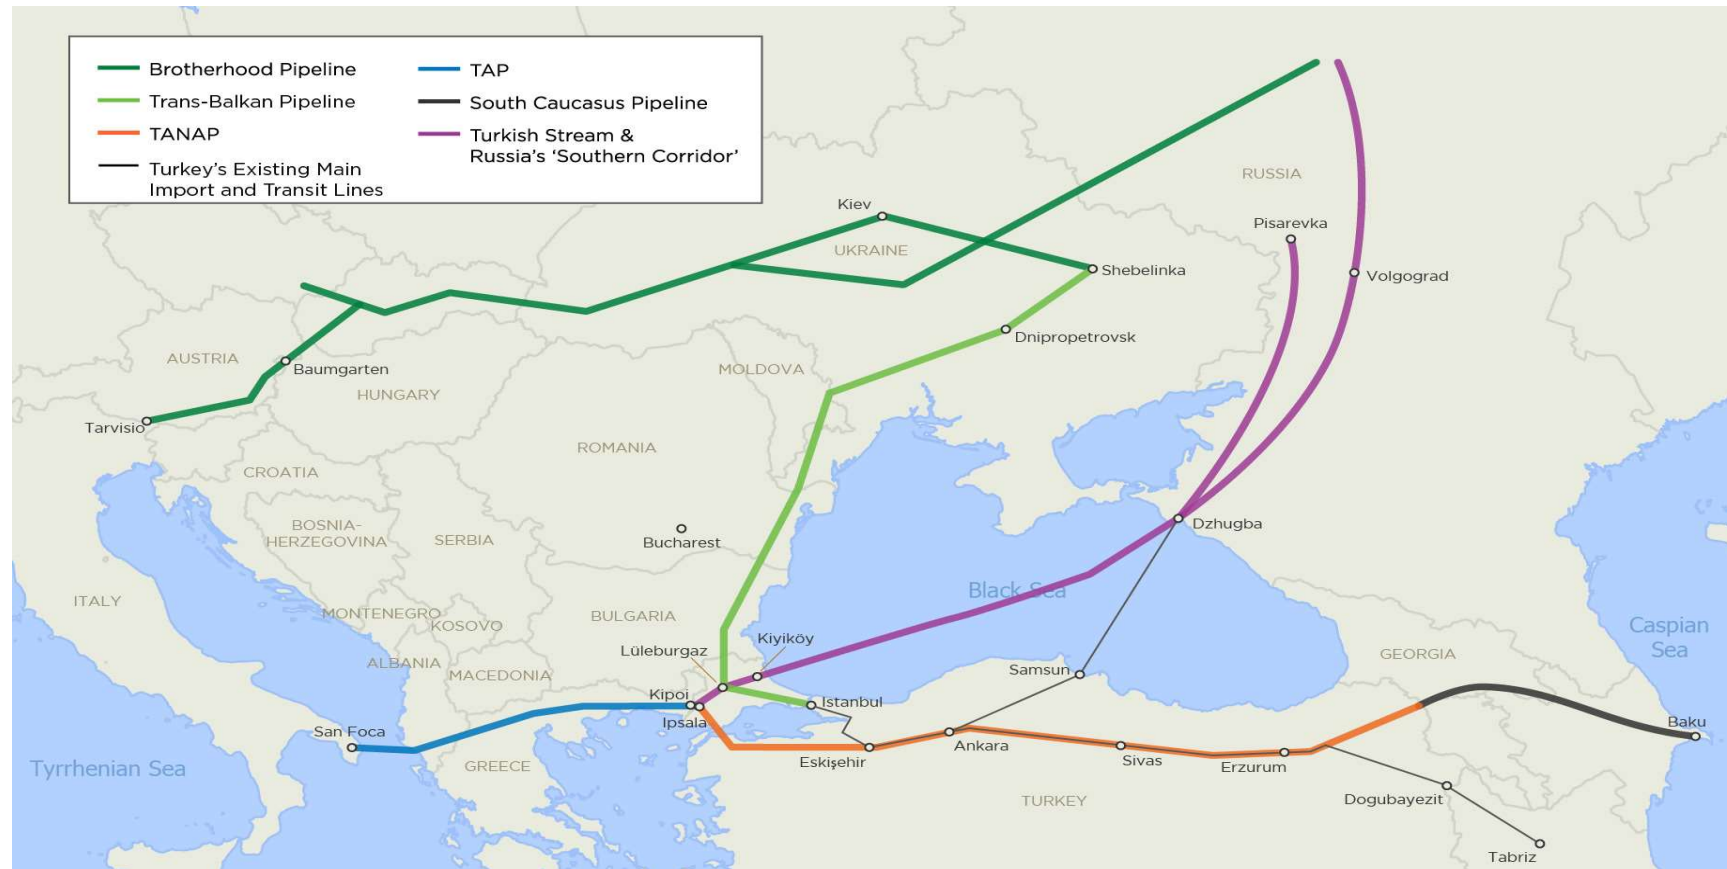 Brotherhood Pipeline
Trans-Balkan Pipeline
TANAP
Turkey's Existing Main
Import and Transit Lines
TAP
South Caucasus Pipeline
Turkish Stream &
Russia's 'Southern Corridor'
RUSSIA
Kiev
Pisarevka
UKRAINE
Shebelinka
Volgograd
Dnipropetrovsk
AUSTRIA
Baumgarten
MOLDOVA
HUNGARY
Tarvisio
ROMANIA
CROATIA
BOSNIA-
HERZEGOVINA
SERBIA
Bucharest
Dzhugba
Black Sea
ITALY
MONTENEGRO
KOSOVO
BULGARIA
Kiyiköy
Lüleburgaz
Caspian
Sea
ALBANIA
MACEDONIA
Samsun
GEORGIA
Kipoi
Istanbul
Ipsala
San Foca
Baku
Ankara
Tyrrhenian Sea
GREECE
Eskişehir
Sivas
Erzurum
TURKEY
Dogubayezit
Tabriz